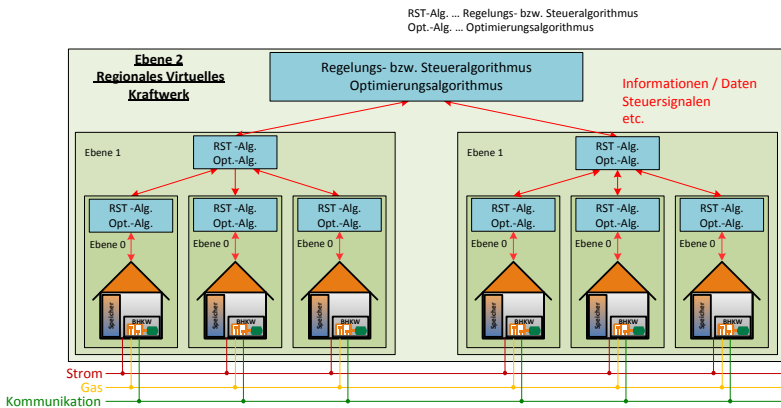 RST-Alg. ... Regelungs- bzw. Steueralgorithmus
Opt.-Alg. ... Optimierungsalgorithmus
Ebene 2
Regionales Virtuelles
Kraftwerk
Regelungs- bzw. Steueralgorithmus
Optimierungsalgorithmus
Informationen / Daten
Steuersignalen
etc.
Ebene 1
RST -Alg.
Opt.-Alg.
Ebene 1
RST -Alg.
Opt.-Alg.
RST -Alg.
Opt.-Alg.
RST -Alg.
Opt.-Alg.
RST -Alg.
Opt.-Alg.
RST -Alg.
Opt.-Alg.
RST -Alg.
Opt.-Alg.
RST -Alg.
Opt.-Alg.
Ebene 0
Ebene 0
Ebene 0
Ebene 0
Ebene 0
Ebene 0
Speicher
BHKW
Speicher
BHKW
Speicher
BHKW
Speicher
BHKW
Speicher
BHKW
Speicher
BHKW
Strom
Gas
Kommunikation